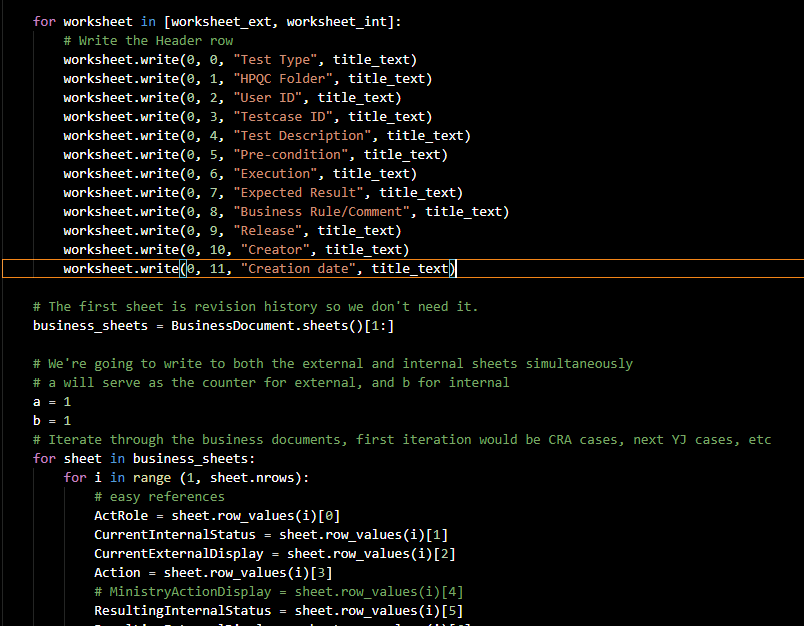 for worksheet in [worksheet_ext, worksheet_int]:
# Write the Header row
worksheet.write(0, 0, "Test Type", title_text)
worksheet.write(0, 1, "HPQC Folder", title_text)
worksheet.write(0, 2, "User ID", title_text)
worksheet.write(0, 3, "Testcase ID", title_text)
worksheet.write(0, 4, "Test Description", title_text)
worksheet.write(0, 5, "Pre-condition", title_text)
worksheet.write(0, 6, "Execution", title_text)
worksheet.write(0, 7, "Expected Result", title_text)
worksheet.write(0, 8, "Business Rule/Comment", title_text)
worksheet.write(0, 9, "Release", title_text)
worksheet.write(0, 10, "Creator", title_text)
worksheet.write(0, 11, "Creation date", title_text)
# The first sheet is revision history so we don't need it.
business_sheets = BusinessDocument.sheets()[1:]
# We're going to write to both the external and internal sheets simultaneously
# a will serve as the counter for external, and b for internal
a = 1
b = 1
# Iterate through the business documents, first iteration would be CRA cases, next YJ cases, etc
for sheet in business_sheets:
for i in range (1, sheet.nrows):
# easy references
ActRole = sheet.row_values(i)[0]
CurrentInternalStatus = sheet.row_values(i)[1]
CurrentExternalDisplay = sheet.row_values(i)[2]
Action = sheet.row_values(i)[3]
# MinistryActionDisplay = sheet.row_values(i)[4]
ResultingInternalStatus = sheet.row_values(i)[5]